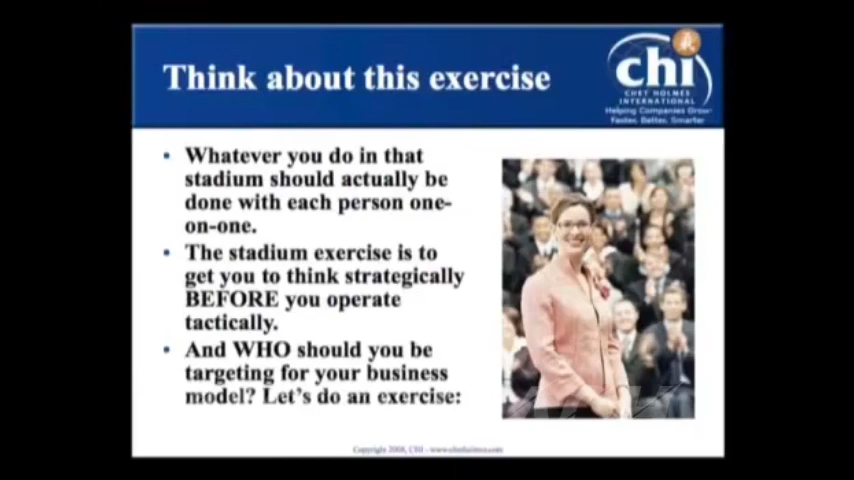 Think about this exercise
chi
CHET HOLMES
INTERNATIONAL
Helping Companies Grow
Faster, Better, Smarter
• Whatever you do in that
stadium should actually be
done with each person one-
on-one.
• The stadium exercise is to
get you to think strategically
BEFORE you operate
tactically.
• And WHO should you be
targeting for your business
model? Let's do an exercise:
Copyright 2008, CHI -